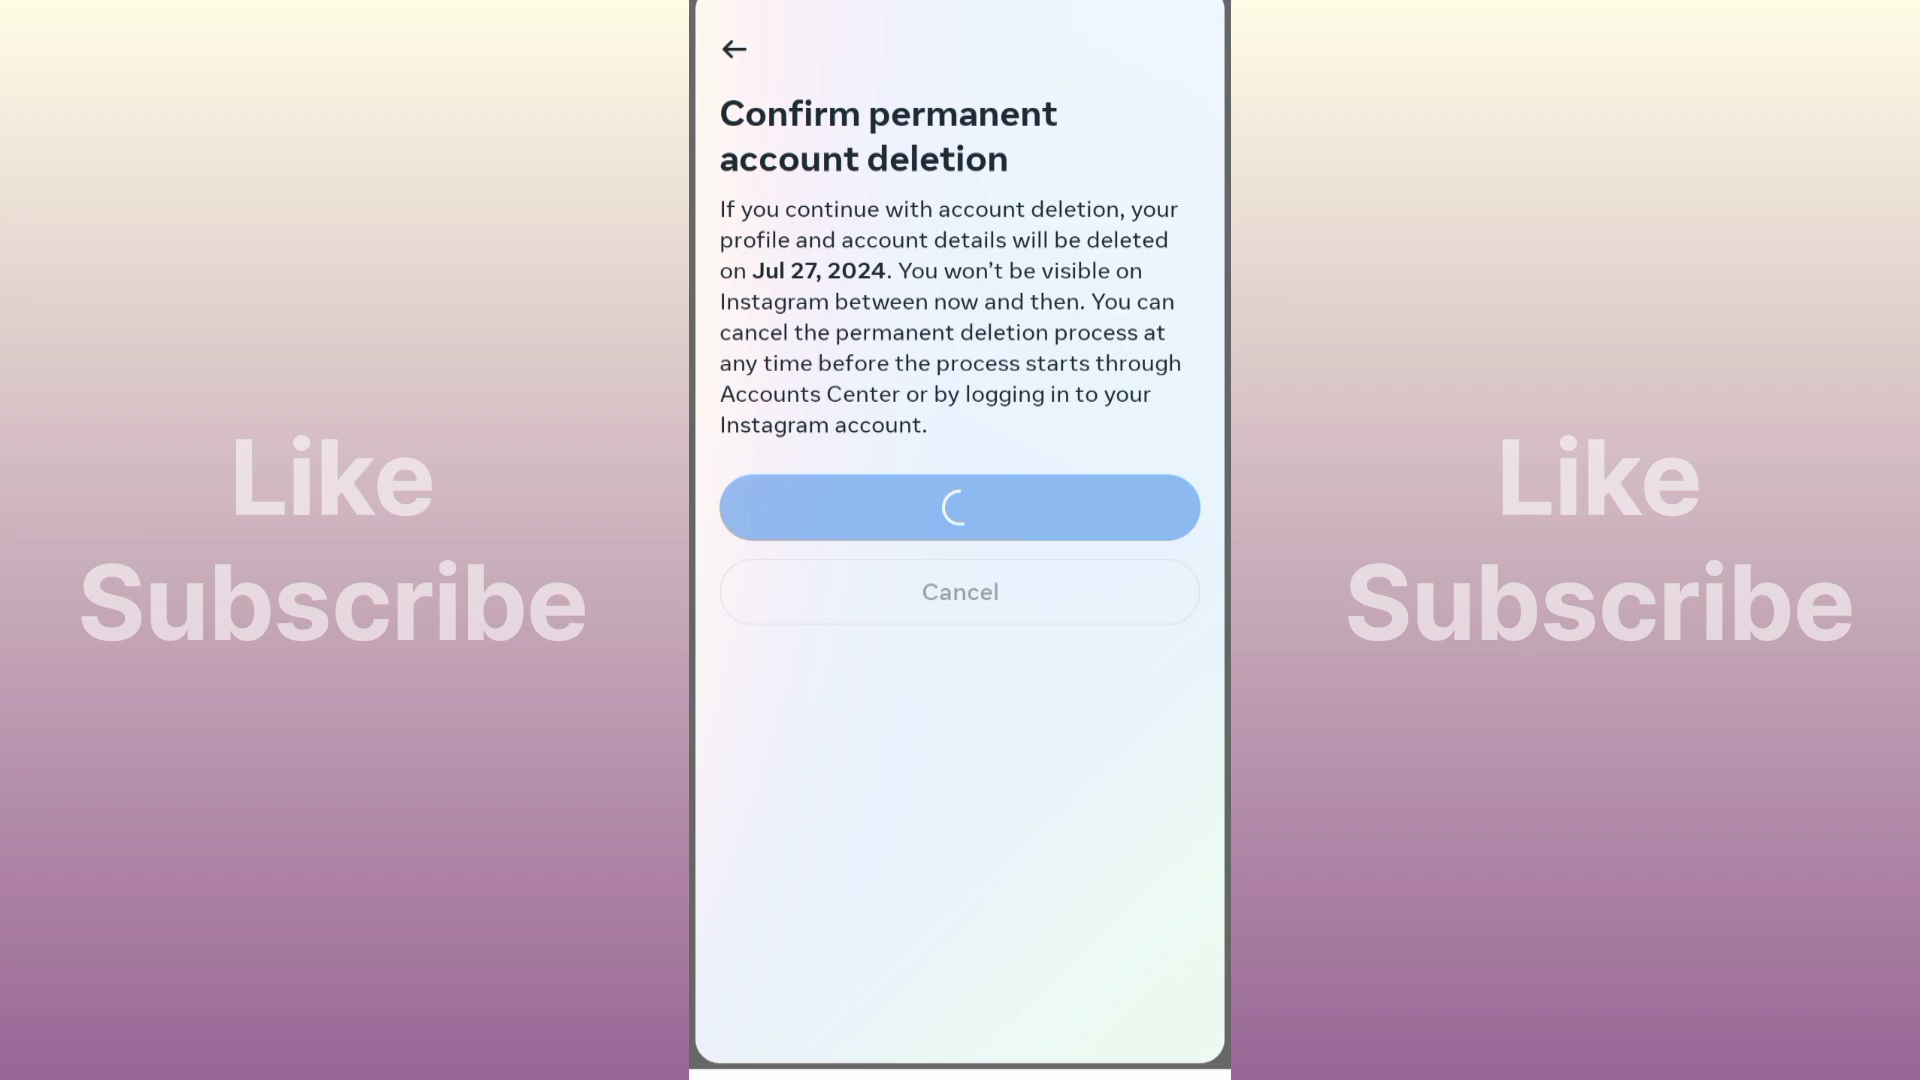 Confirm permanent
account deletion
If you continue with account deletion, your
profile and account details will be deleted
on Jul 27, 2024. You won’t be visible on
Instagram between now and then. You can
cancel the permanent deletion process at
any time before the process starts through
Accounts Center or by logging in to your
Instagram account.
Cancel
Like
Subscribe
Like
Subscribe